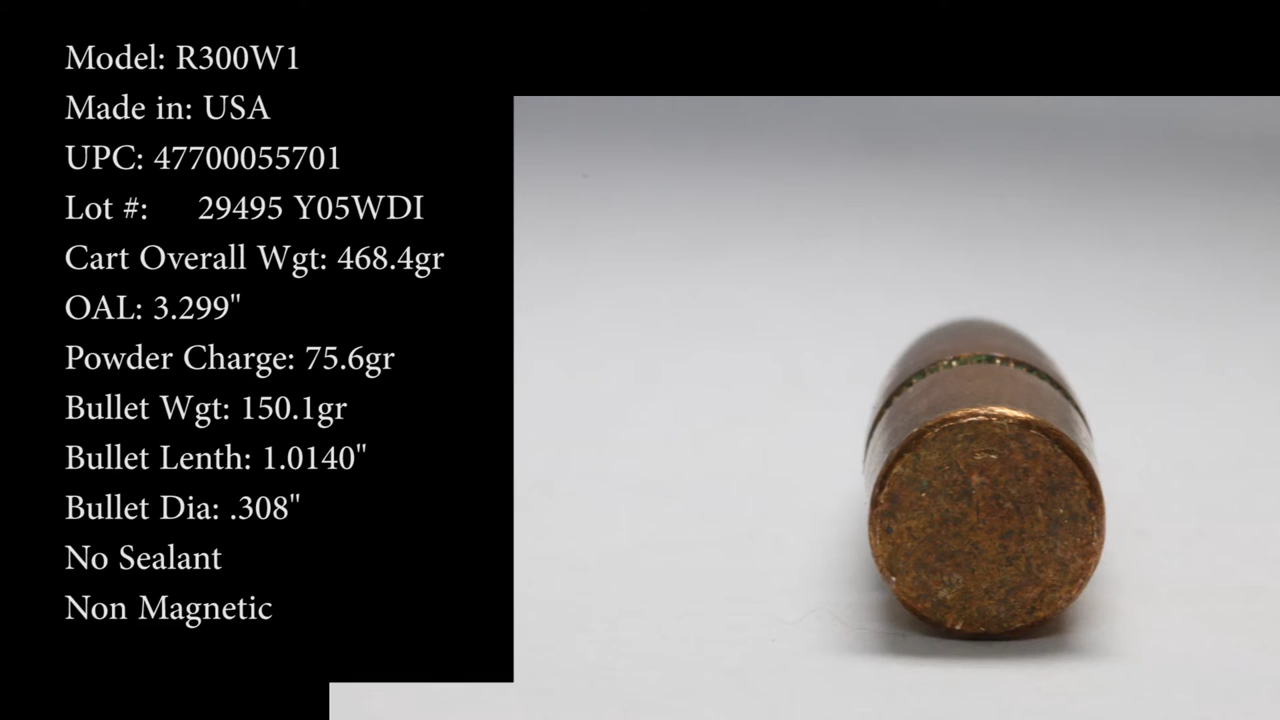 Model: R300W1
Made in: USA
UPC: 47700055701
Lot #: 29495 Y05WDI
Cart Overall Wgt: 468.4gr
OAL: 3.299"
Powder Charge: 75.6gr
Bullet Wgt: 150.1gr
Bullet Lenth: 1.0140"
Bullet Dia: .308"
No Sealant
Non Magnetic